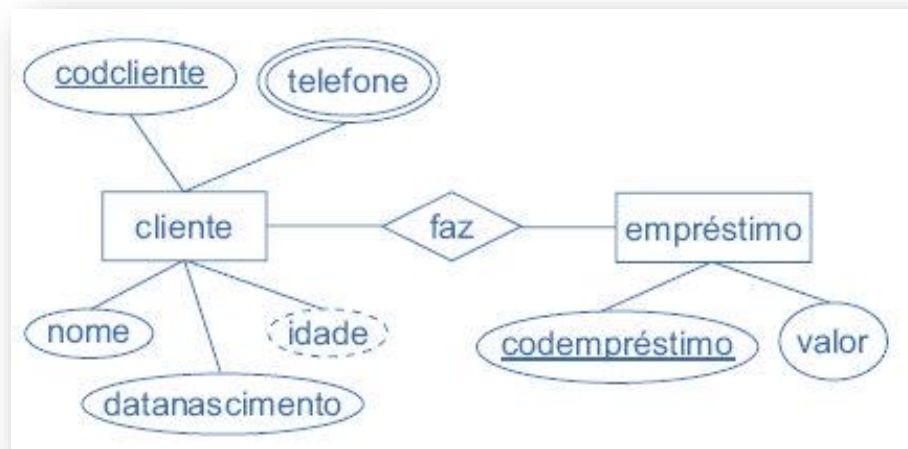 codcliente
telefone
cliente
faz
empréstimo
nome
idade
codempréstimo
valor
datanascimento